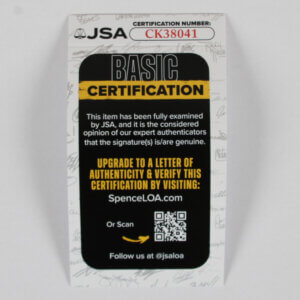 CERTIFICATION NUMBER:
JSA CK38041
BASIC
CERTIFICATION
This item has been fully examined
by JSA, and it is the considered
opinion of our expert authenticators
that the signature(s) is/are genuine.
UPGRADE TO A LETTER OF
AUTHENTICITY & VERIFY THIS
CERTIFICATION BY VISITING:
SpenceLOA.com
Or Scan
Follow us at @jsaloa